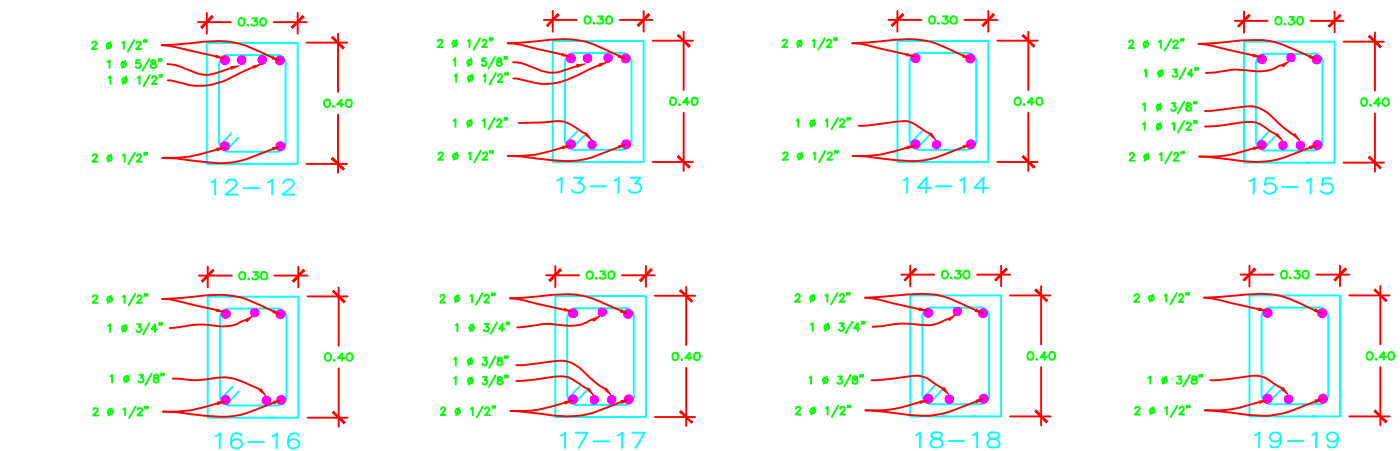 0.30
2 ø 1/2"
1 ø 5/8"
1 ø 1/2"
0.40
2 ø 1/2"
12-12
0.30
2 ø 1/2"
1 ø 5/8"
1 ø 1/2"
0.40
1 ø 1/2"
2 ø 1/2"
13-13
0.30
2 ø 1/2"
0.40
1 ø 1/2"
2 ø 1/2"
14-14
0.30
2 ø 1/2"
1 ø 3/4"
0.40
1 ø 3/8"
1 ø 1/2"
2 ø 1/2"
15-15
0.30
2 ø 1/2"
1 ø 3/4"
0.40
1 ø 3/8"
2 ø 1/2"
16-16
0.30
2 ø 1/2"
1 ø 3/4"
0.40
1 ø 3/8"
1 ø 3/8"
2 ø 1/2"
17-17
0.30
2 ø 1/2"
1 ø 3/4"
0.40
1 ø 3/8"
2 ø 1/2"
18-18
0.30
2 ø 1/2"
0.40
1 ø 3/8"
2 ø 1/2"
19-19